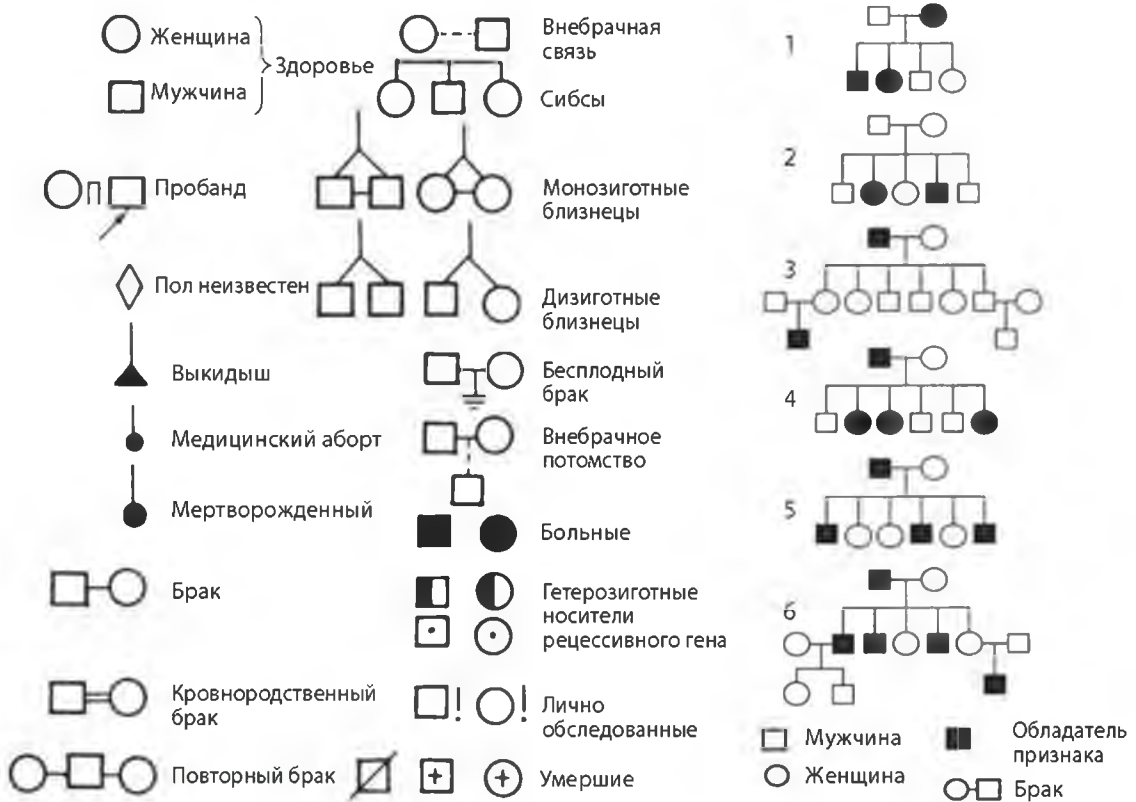 Женщина
Мужчина
Здоровье
П
Пробанд
Пол неизвестен
Выкидыш
Медицинский аборт
Мертворожденный
Брак
Кровнородственный
брак
Повторный брак
Внебрачная
связь
Сибсы
Монозиготные
близнецы
Дизиготные
близнецы
Бесплодный
брак
Внебрачное
потомство
Больные
Гетерозиготные
носители
рецессивного гена
! !
Лично
обследованные
Умершие
1
2
3
4
5
6
Мужчина
Женщина
Обладатель
признака
Брак